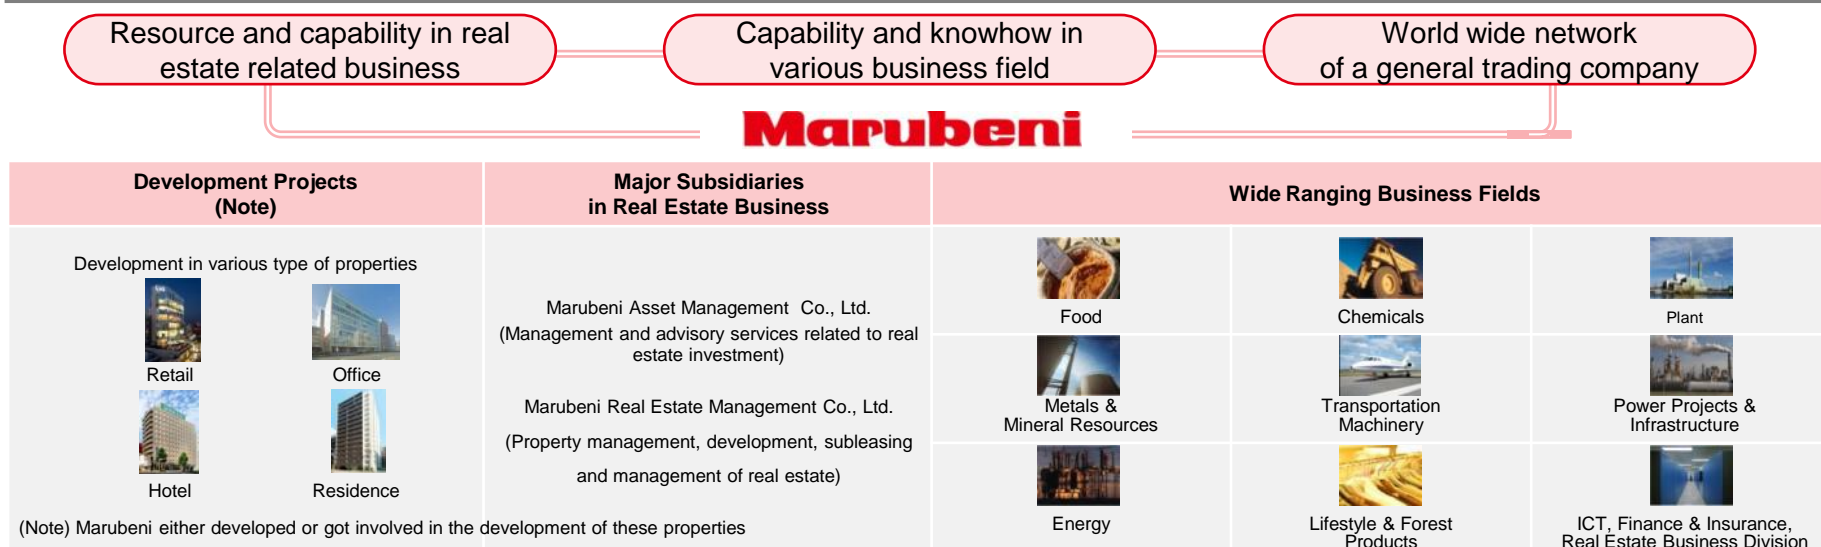 Resource and capability in real
estate related business
Capability and knowhow in
various business field
World wide network
of a general trading company
Marubeni
Development Projects
(Note)
Major Subsidiaries
in Real Estate Business
Wide Ranging Business Fields
Development in various type of properties
Retail
Office
Hotel
Residence
(Note) Marubeni either developed or got involved in the development of these properties
Marubeni Asset Management Co., Ltd.
(Management and advisory services related to real
estate investment)
Marubeni Real Estate Management Co., Ltd.
(Property management, development, subleasing
and management of real estate)
Food
Chemicals
Plant
Metals &
Mineral Resources
Transportation
Machinery
Power Projects &
Infrastructure
Energy
Lifestyle & Forest
Products
ICT, Finance & Insurance,
Real Estate Business Division